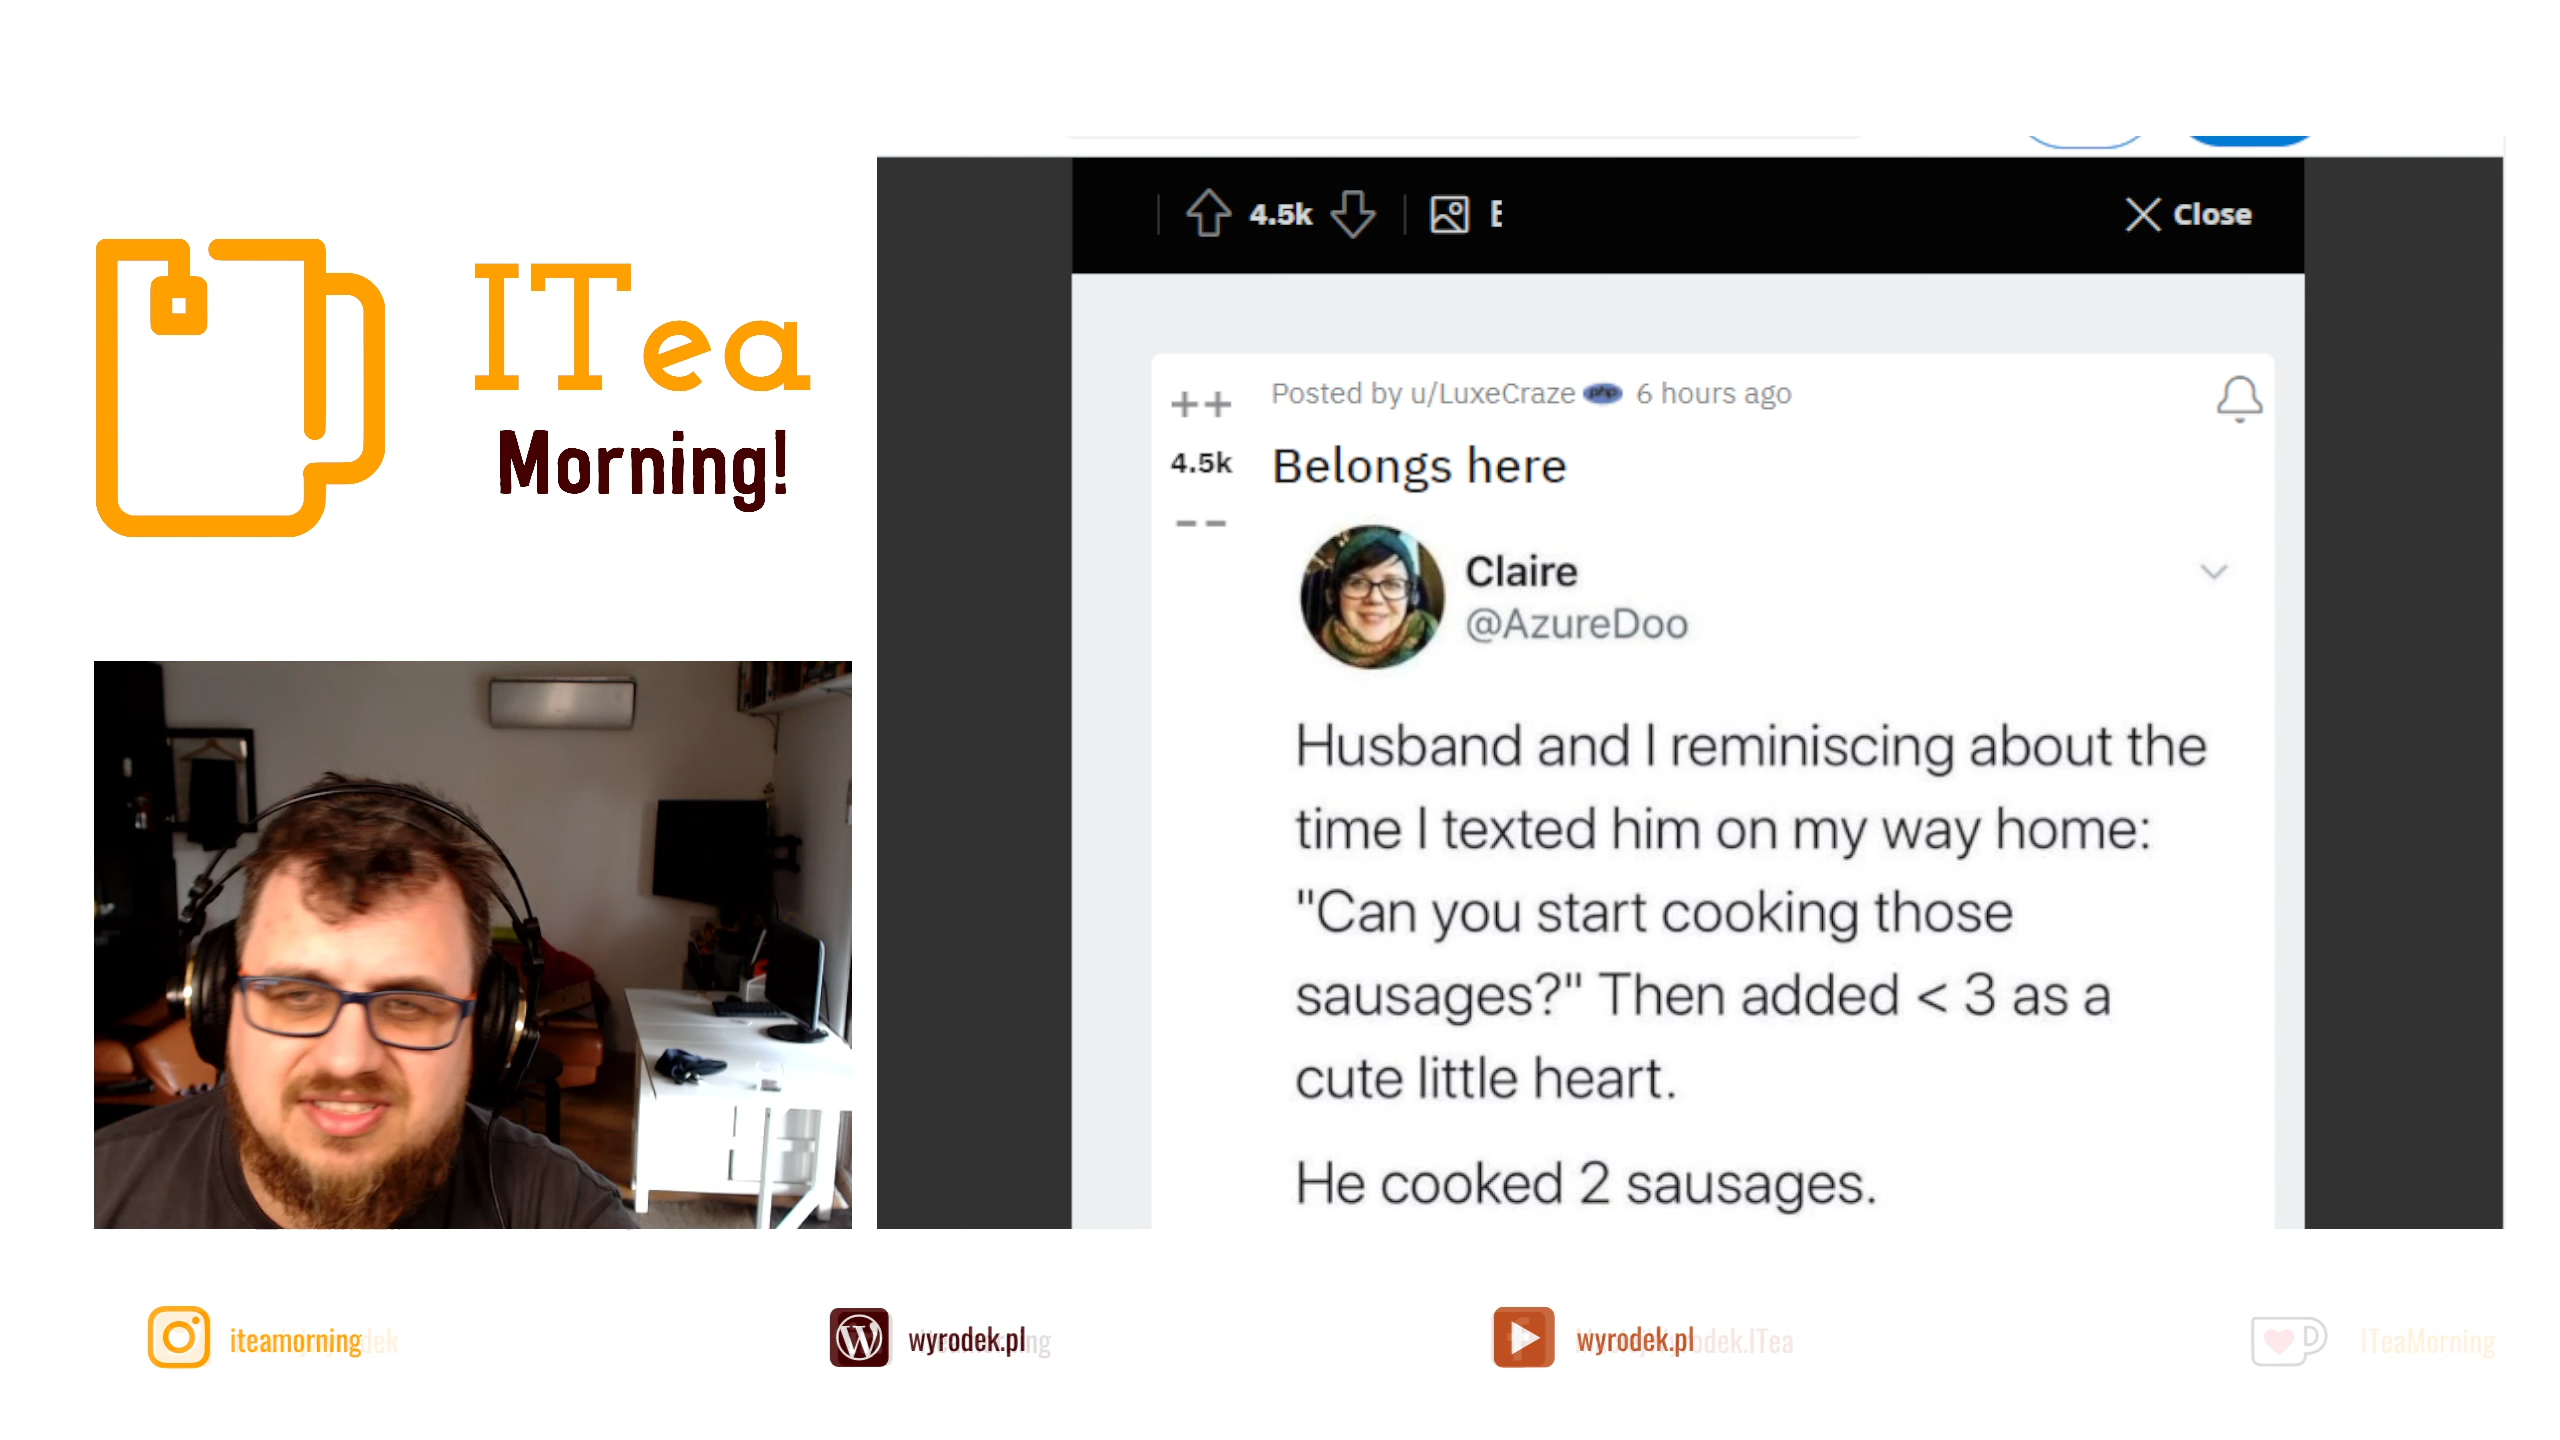 ITea
Morning!
4.5k
E
Close
Posted by u/LuxeCraze php 6 hours ago
++
4.5k
Belongs here
--
Claire
@AzureDoo
Husband and I reminiscing about the
time I texted him on my way home:
"Can you start cooking those
sausages?" Then added < 3 as a
cute little heart.
He cooked 2 sausages.
iteamorning
wyrodek.pl
wyrodek.pl
ITeaMorning